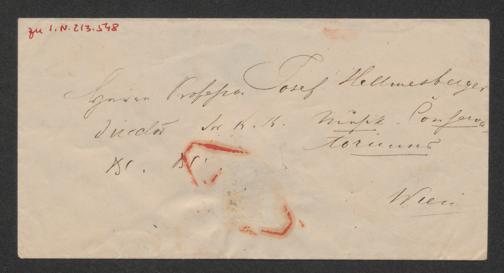 zu I.N. 213.548
Herrn Professor Josef Hellmesberger
Director des K. K. Musik-Conserva
toriums
Wien